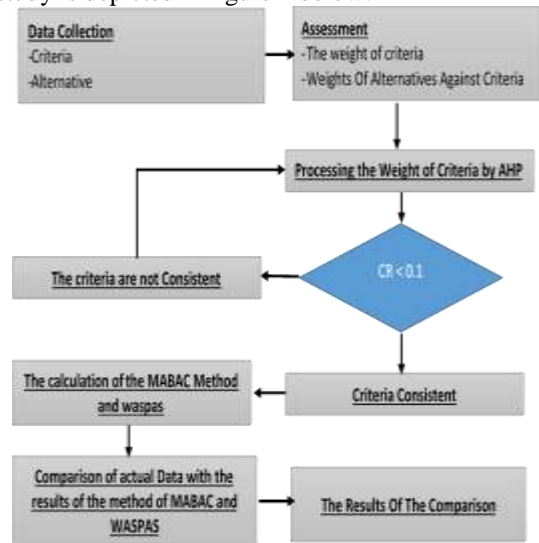 Data Collection
-Criteria
-Alternative
Assessment
-The weight of criteria
-Weights Of Alternatives Against Criteria
Processing the Weight of Criteria by AHP
CR < 0.1
The criteria are not Consistent
Criteria Consistent
The calculation of the MABAC Method
and waspas
Comparison of actual Data with the
results of the method of MABAC and
WASPAS
The Results Of The Comparison